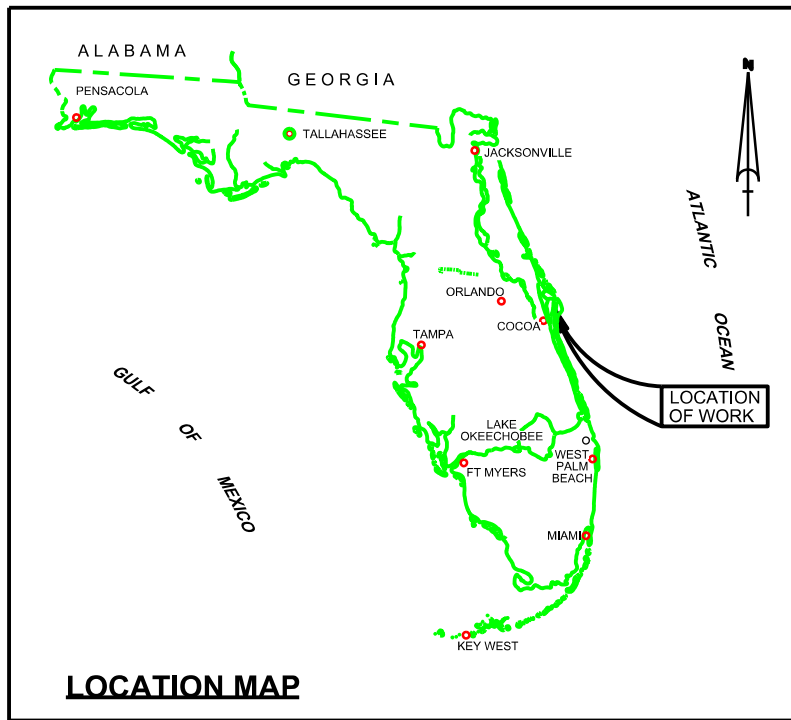 ALABAMA
GEORGIA
PENSACOLA
TALLAHASSEE
JACKSONVILLE
N
ATLANTIC
OCEAN
ORLANDO
COCOA
TAMPA
LOCATION
OF WORK
GULF
OF
MEXICO
LAKE
OKEECHOBEE
FT MYERS
WEST
PALM
BEACH
MIAMI
KEY WEST
LOCATION MAP